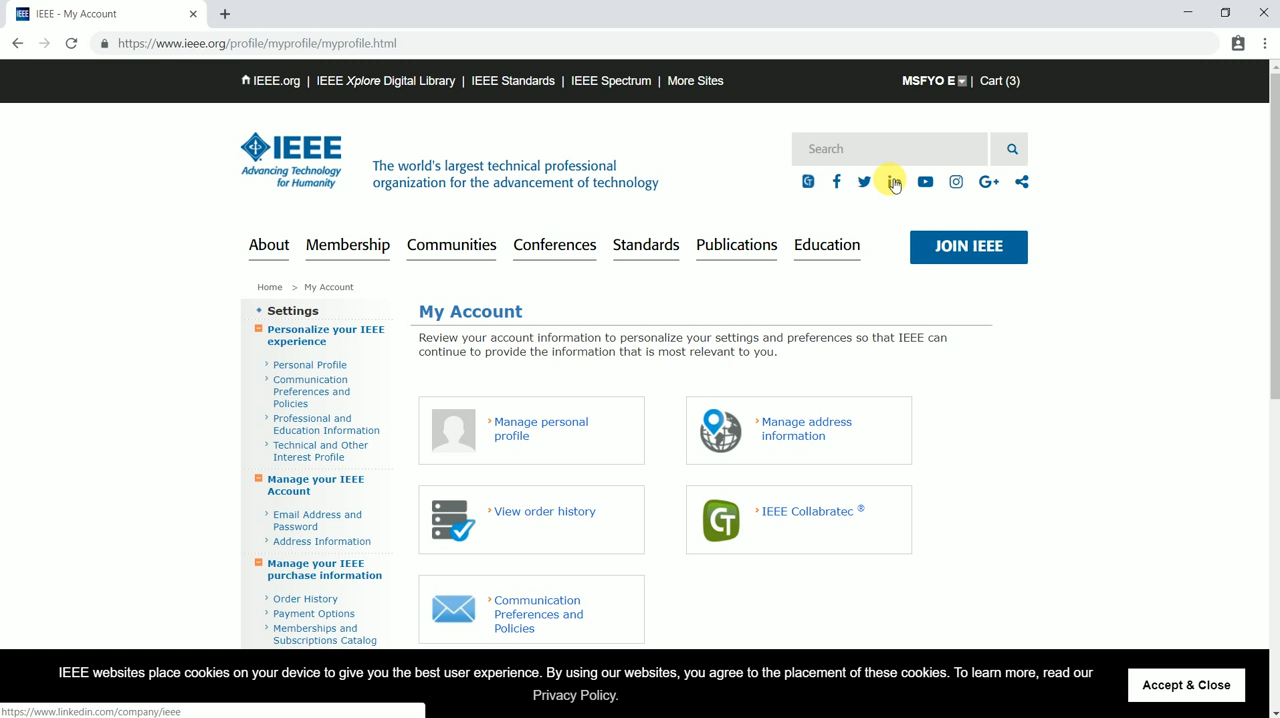 IEEE - My Account
https://www.ieee.org/profile/myprofile/myprofile.html
IEEE.org | IEEE Xplore Digital Library | IEEE Standards | IEEE Spectrum | More Sites
MSFYO E | Cart (3)
IEEE
Advancing Technology
for Humanity
The world's largest technical professional
organization for the advancement of technology
Search
About Membership Communities Conferences Standards Publications Education
JOIN IEEE
Home > My Account
Settings
Personalize your IEEE
experience
Personal Profile
Communication
Preferences and
Policies
Professional and
Education Information
Technical and Other
Interest Profile
Manage your IEEE
Account
Email Address and
Password
Address Information
Manage your IEEE
purchase information
Order History
Payment Options
Memberships and
Subscriptions Catalog
My Account
Review your account information to personalize your settings and preferences so that IEEE can
continue to provide the information that is most relevant to you.
Manage personal
profile
Manage address
information
View order history
IEEE Collabratec ®
Communication
Preferences and
Policies
IEEE websites place cookies on your device to give you the best user experience. By using our websites, you agree to the placement of these cookies. To learn more, read our
Privacy Policy.
Accept & Close
https://www.linkedin.com/company/ieee